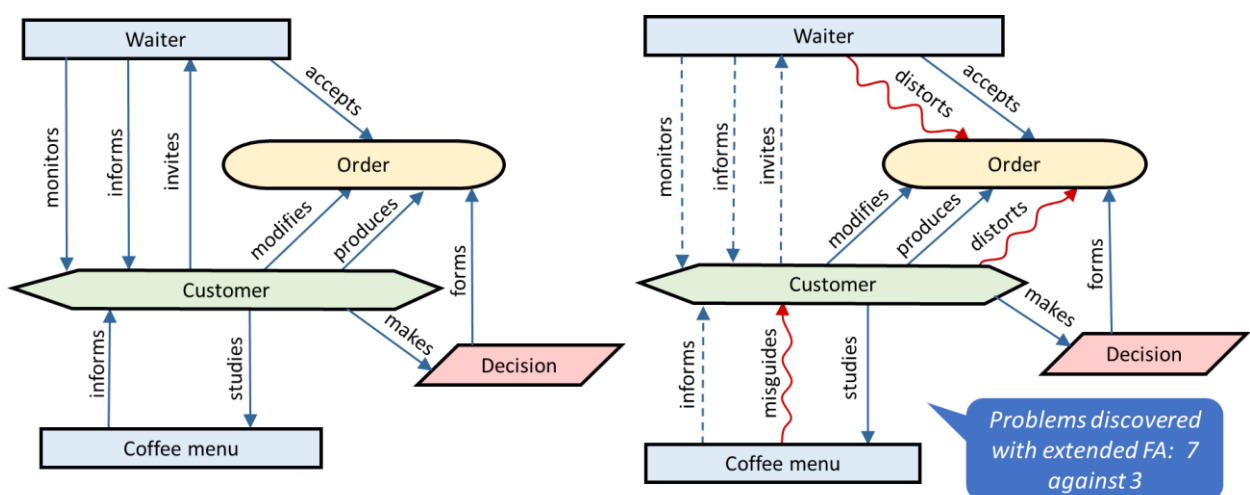 Waiter
accepts
monitors
informs
invites
Order
modifies
produces
forms
Customer
makes
informs
studies
Decision
Coffee menu
Waiter
distorts
accepts
monitors
informs
invites
Order
modifies
produces
distorts
forms
Customer
makes
informs
misguides
studies
Decision
Coffee menu
Problems discovered
with extended FA:  7
against 3